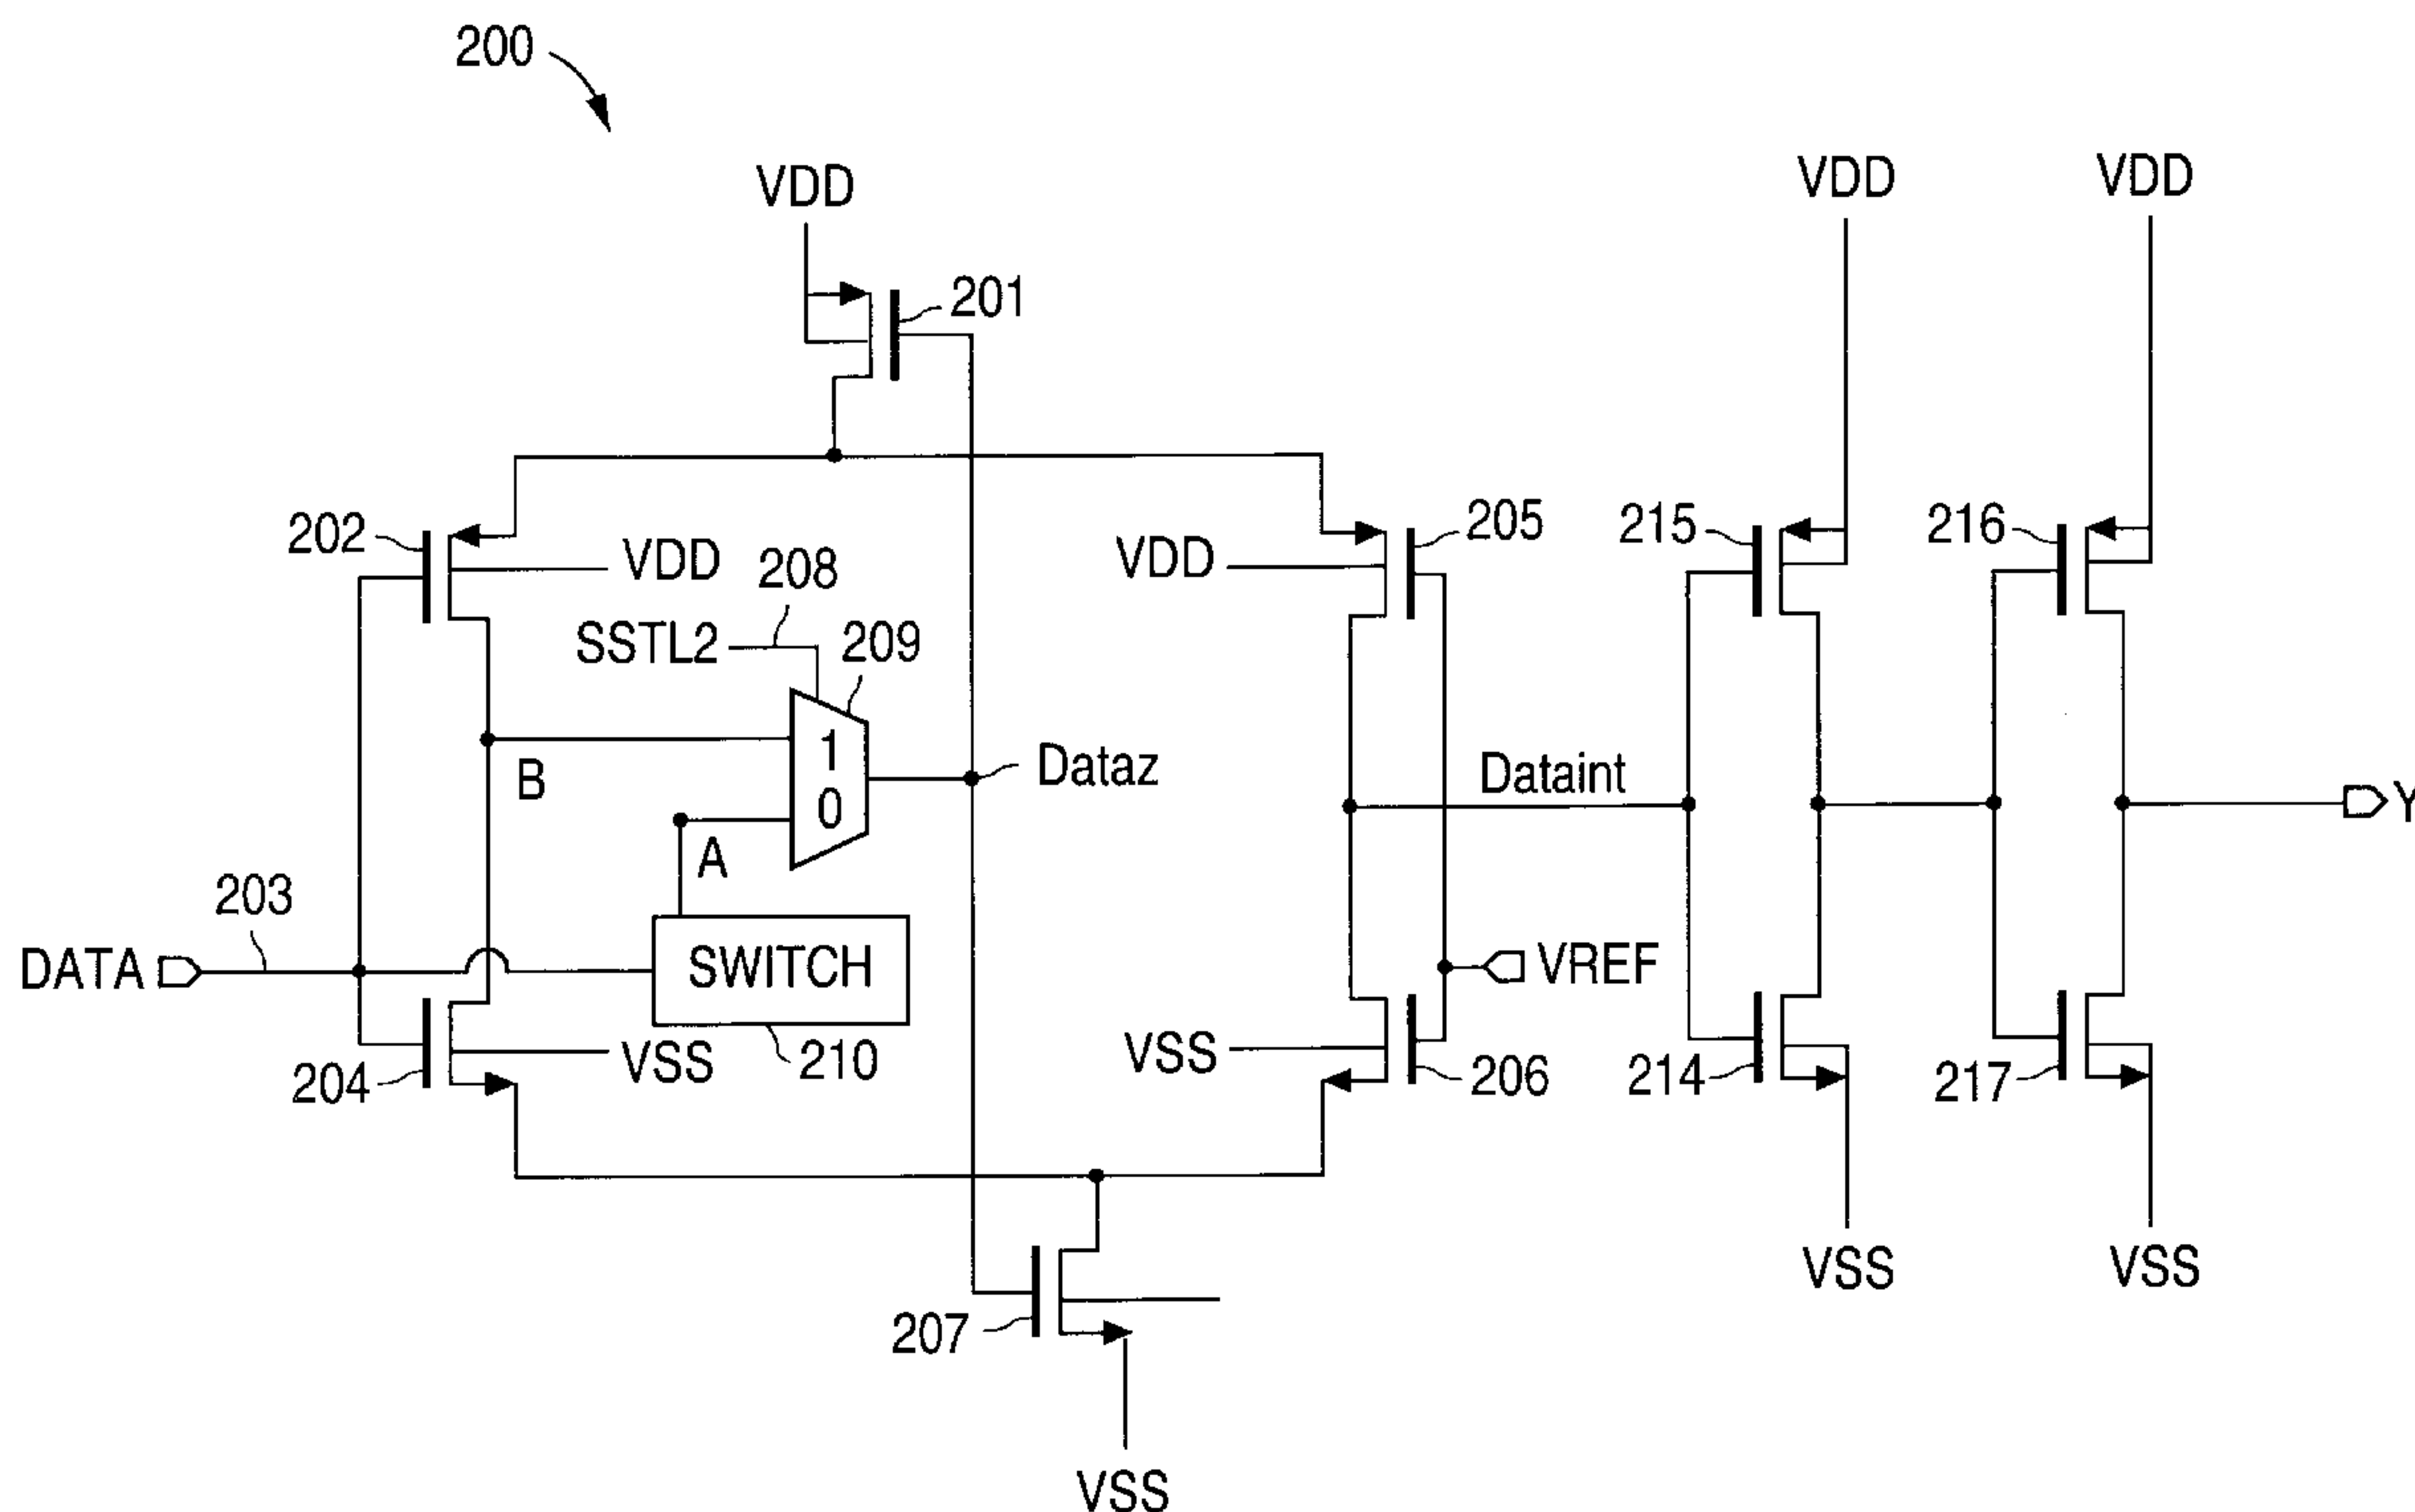 200
VDD
VDD
VDD
201
202
VDD
208
VDD
205
215
216
SSTL2
209
1
B
Dataz
Dataint
0
Y
A
203
DATA
SWITCH
VREF
204
VSS
210
VSS
206
214
217
207
VSS
VSS
VSS